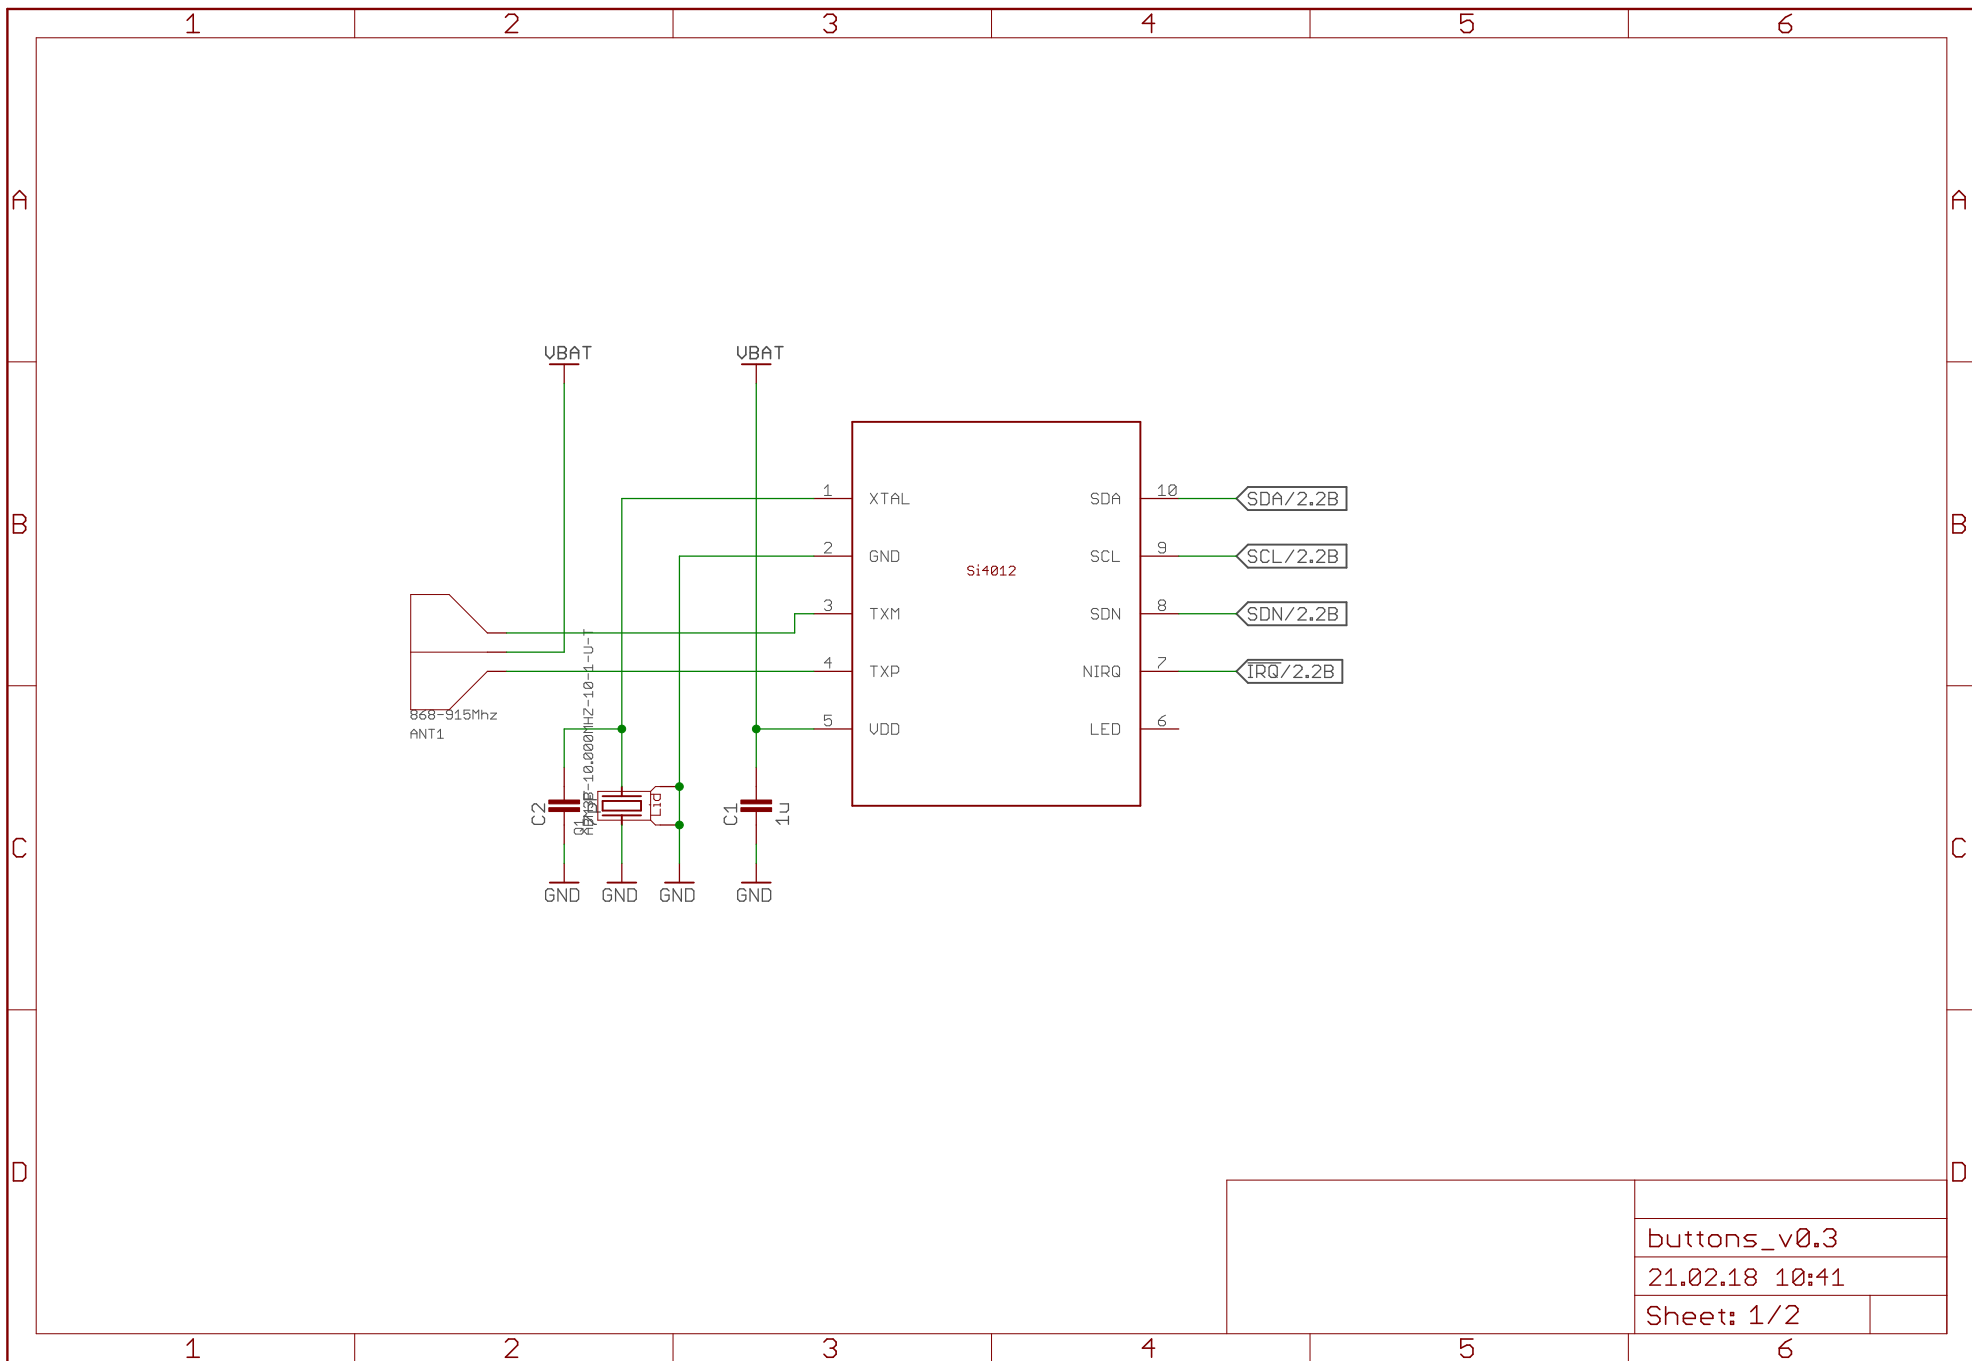 1 2 3 4 5 6
A A
VBAT VBAT
1 XTAL SDA 10 SDA/2.2B
B B
2 GND SCL 9 SCL/2.2B
Si4012
3 TXM SDN 8 SDN/2.2B
4 TXP NIRQ 7 IRQ/2.2B
868-915Mhz
ANT1
5 VDD LED 6
C2
Q1
Lid
C1
1u
C C
GND GND GND GND
D D
buttons_v0.3
21.02.18 10:41
Sheet: 1/2
1 2 3 4 5 6